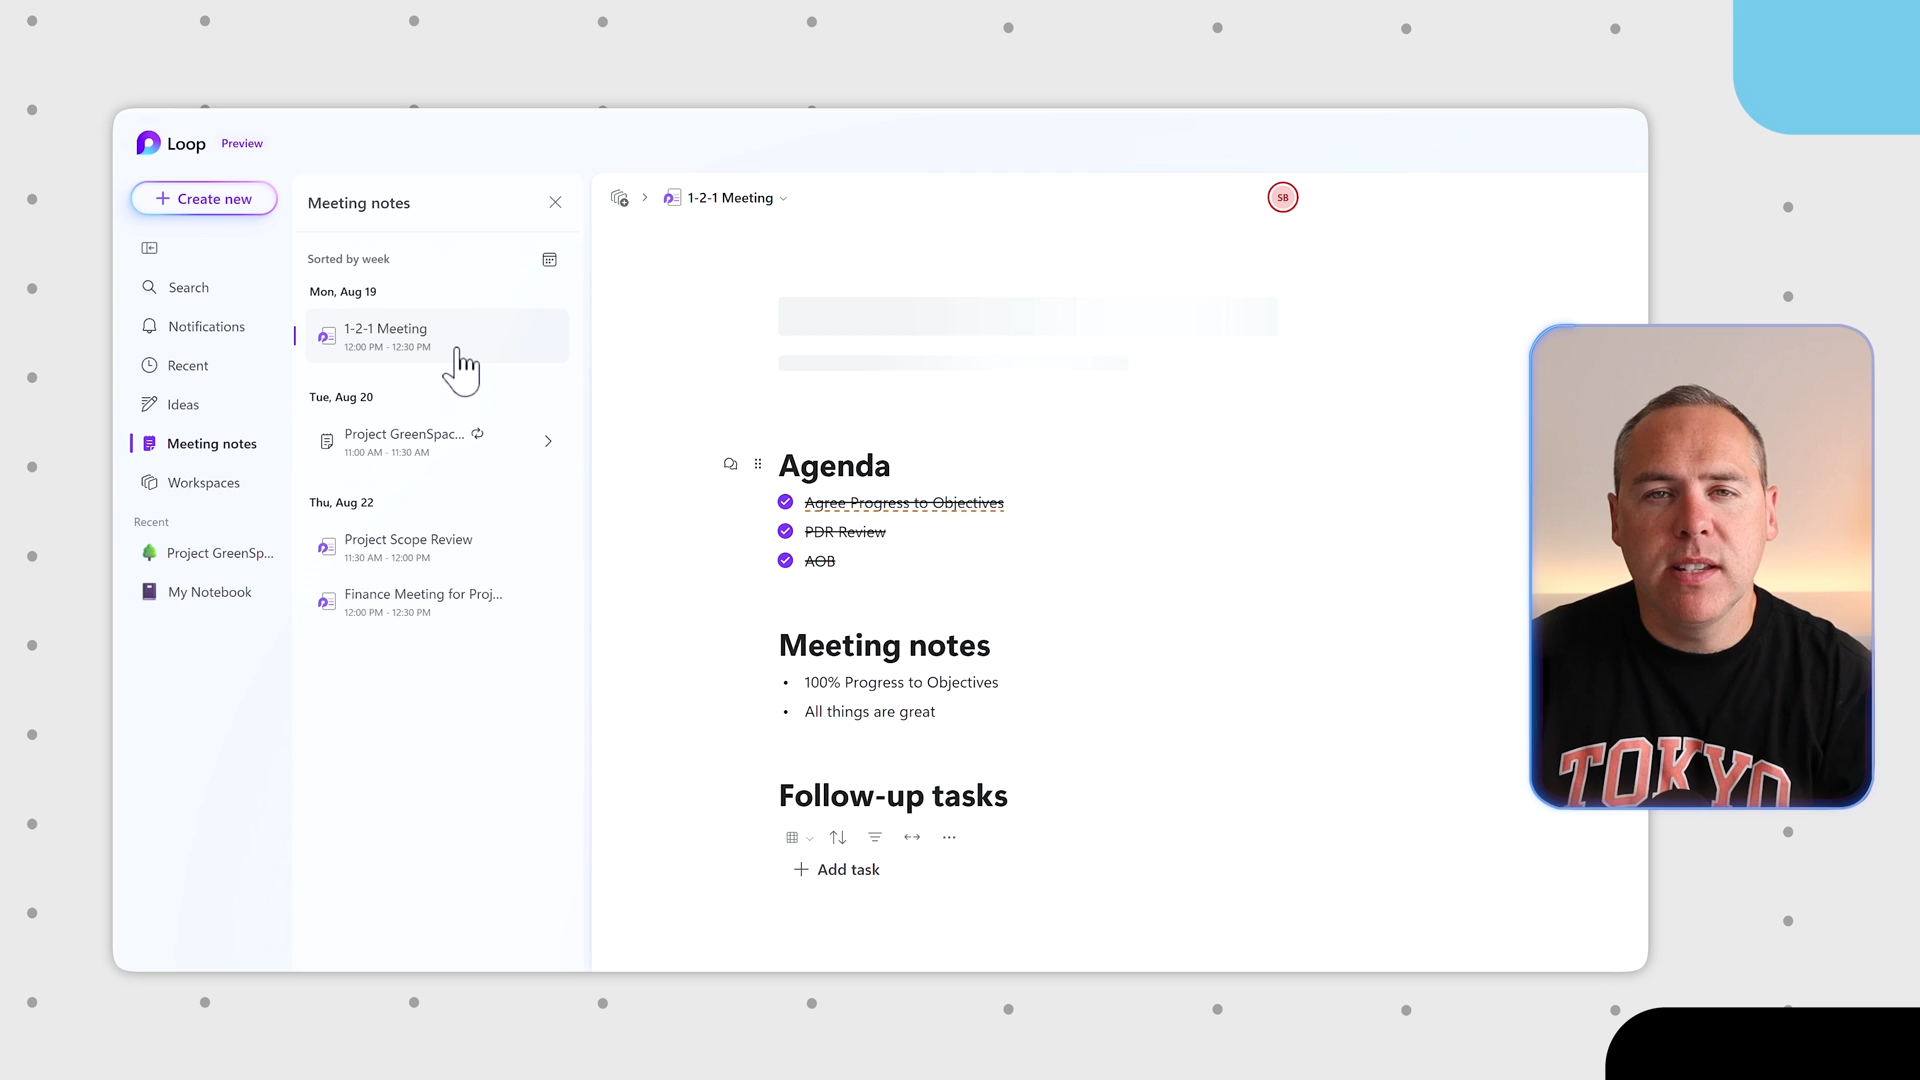 Loop Preview
Create new
Search
Notifications
Recent
Ideas
Meeting notes
Workspaces
Recent
Project GreenSp...
My Notebook
Meeting notes
Sorted by week
Mon, Aug 19
1-2-1 Meeting
12:00 PM - 12:30 PM
Tue, Aug 20
Project GreenSpac...
11:00 AM - 11:30 AM
Thu, Aug 22
Project Scope Review
11:30 AM - 12:00 PM
Finance Meeting for Proj...
12:00 PM - 12:30 PM
1-2-1 Meeting
SB
Agenda
Agree Progress to Objectives
PDR Review
AOB
Meeting notes
• 100% Progress to Objectives
• All things are great
Follow-up tasks
Add task
TOKYO